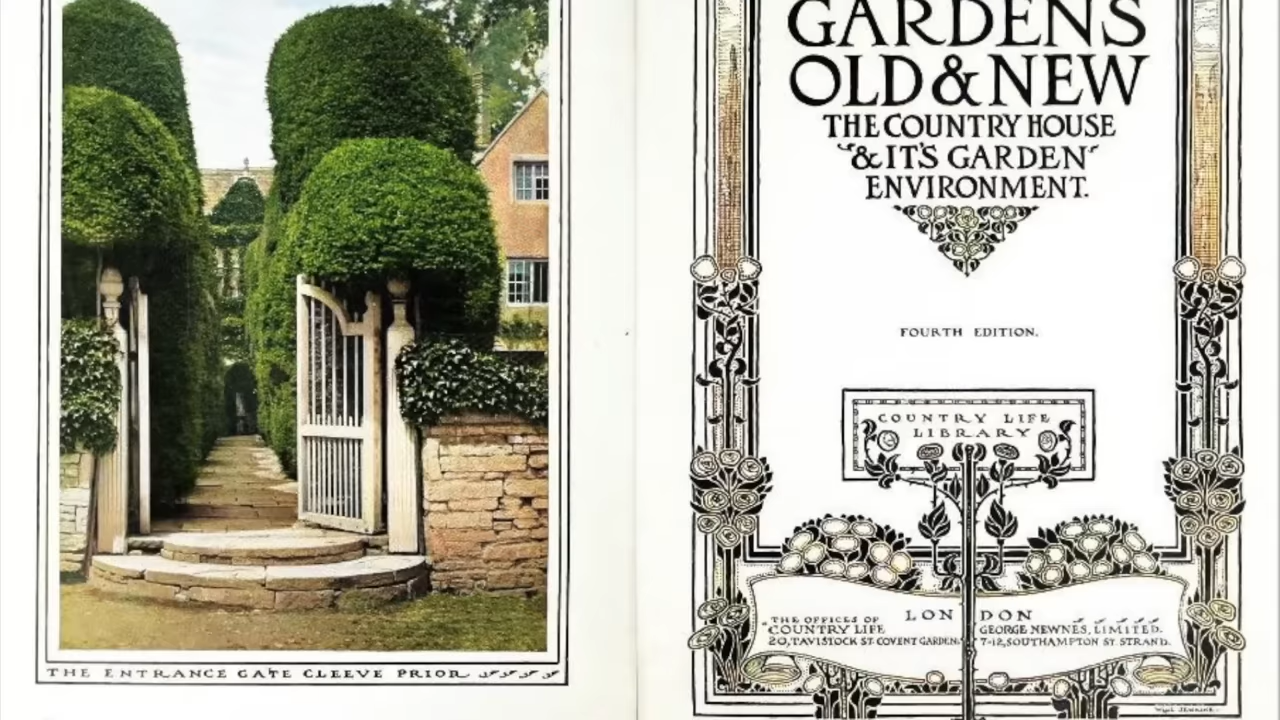 THE ENTRANCE GATE CLEEVE PRIOR
GARDENS
OLD & NEW
THE COUNTRY HOUSE
& IT'S GARDEN
ENVIRONMENT.
FOURTH EDITION.
COUNTRY LIFE
LIBRARY
LONDON
THE OFFICES OF
COUNTRY LIFE
20, TAVISTOCK ST. COVENT GARDEN.
GEORGE NEWNES, LIMITED.
7-12, SOUTHAMPTON ST. STRAND.